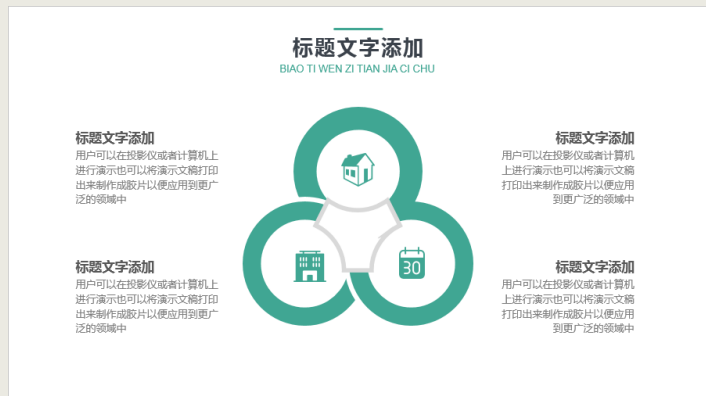 标题文字添加
BIAO TI WEN ZI TIAN JIA CI CHU
标题文字添加
用户可以在投影仪或者计算机上
进行演示也可以将演示文稿打印
出来制作成胶片以便应用到更广
泛的领域中
标题文字添加
用户可以在投影仪或者计算机
上进行演示也可以将演示文稿
打印出来制作成胶片以便应用
到更广泛的领域中
标题文字添加
用户可以在投影仪或者计算机上
进行演示也可以将演示文稿打印
出来制作成胶片以便应用到更广
泛的领域中
30
标题文字添加
用户可以在投影仪或者计算机
上进行演示也可以将演示文稿
打印出来制作成胶片以便应用
到更广泛的领域中